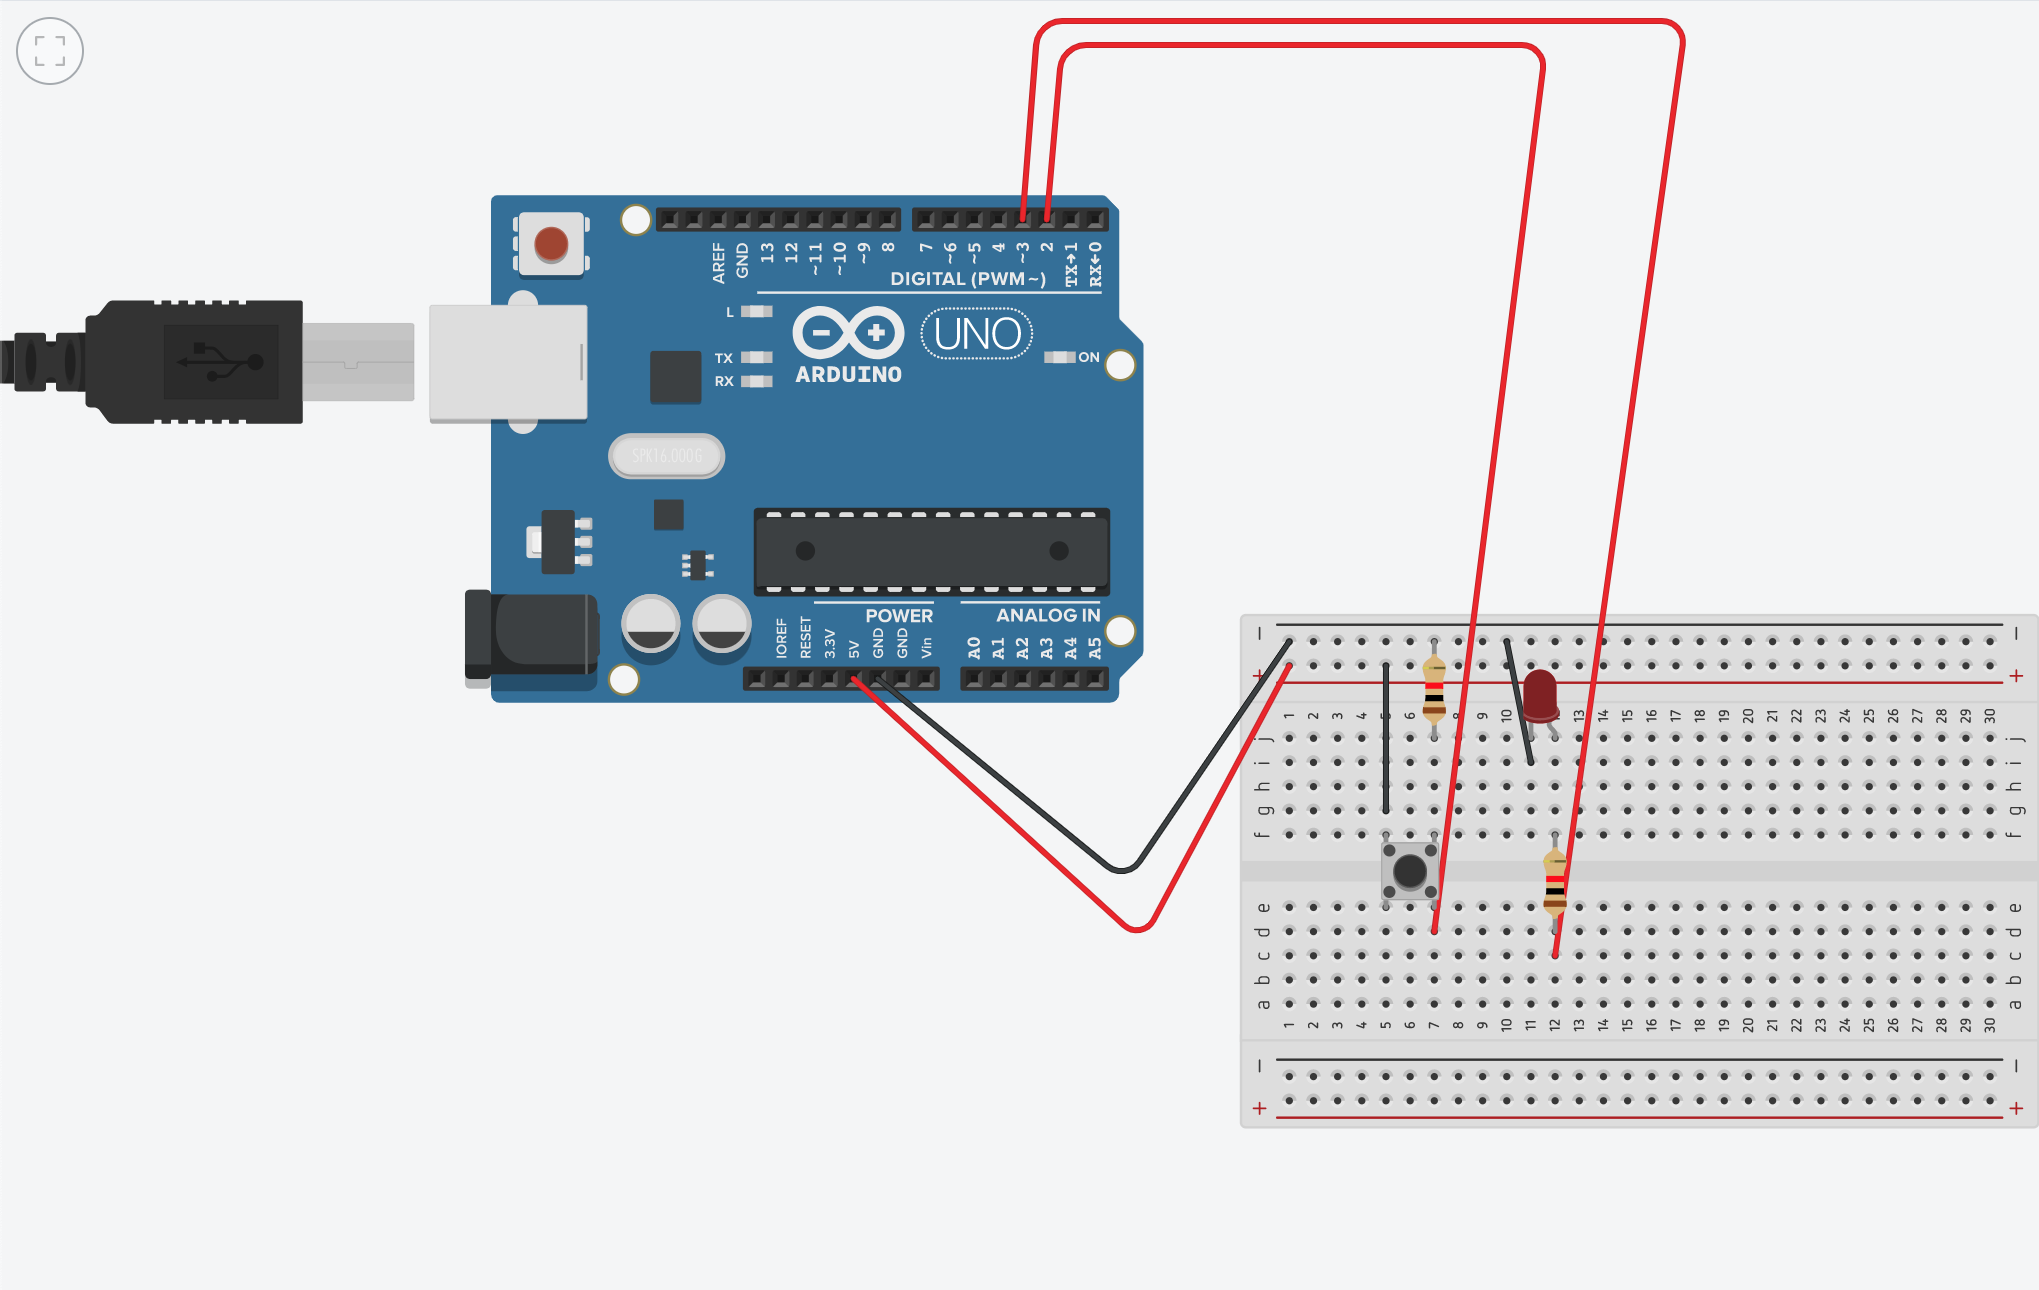 AREF GND 13 12 ~11 ~10 ~9 8 7 ~6 ~5 4 ~3 2 TX→1 RX←0
DIGITAL (PWM ~)
L
TX
RX
ARDUINO
UNO
ON
SPK16.000G
POWER
ANALOG IN
IOREF RESET 3.3V 5V GND GND Vin A0 A1 A2 A3 A4 A5
− −
+ +
1 2 3 4 5 6 7 8 9 10 11 12 13 14 15 16 17 18 19 20 21 22 23 24 25 26 27 28 29 30
j j
i i
h h
g g
f f
e e
d d
c c
b b
a a
1 2 3 4 5 6 7 8 9 10 11 12 13 14 15 16 17 18 19 20 21 22 23 24 25 26 27 28 29 30
− −
+ +